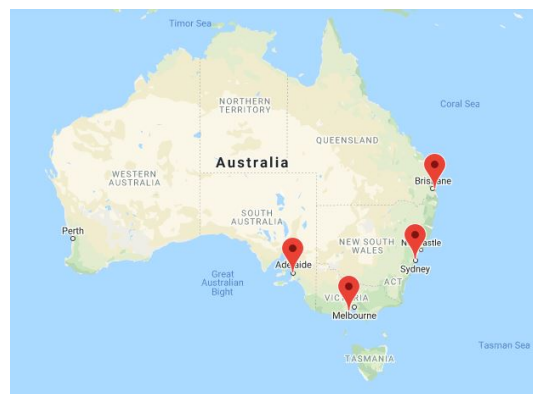 Timor Sea
NORTHERN
TERRITORY
Coral Sea
QUEENSLAND
Australia
WESTERN
AUSTRALIA
Brisbane
SOUTH
AUSTRALIA
Perth
NEW SOUTH
WALES
Newcastle
Adelaide
Sydney
Great
Australian
Bight
ACT
VICTORIA
Melbourne
Tasman Sea
TASMANIA